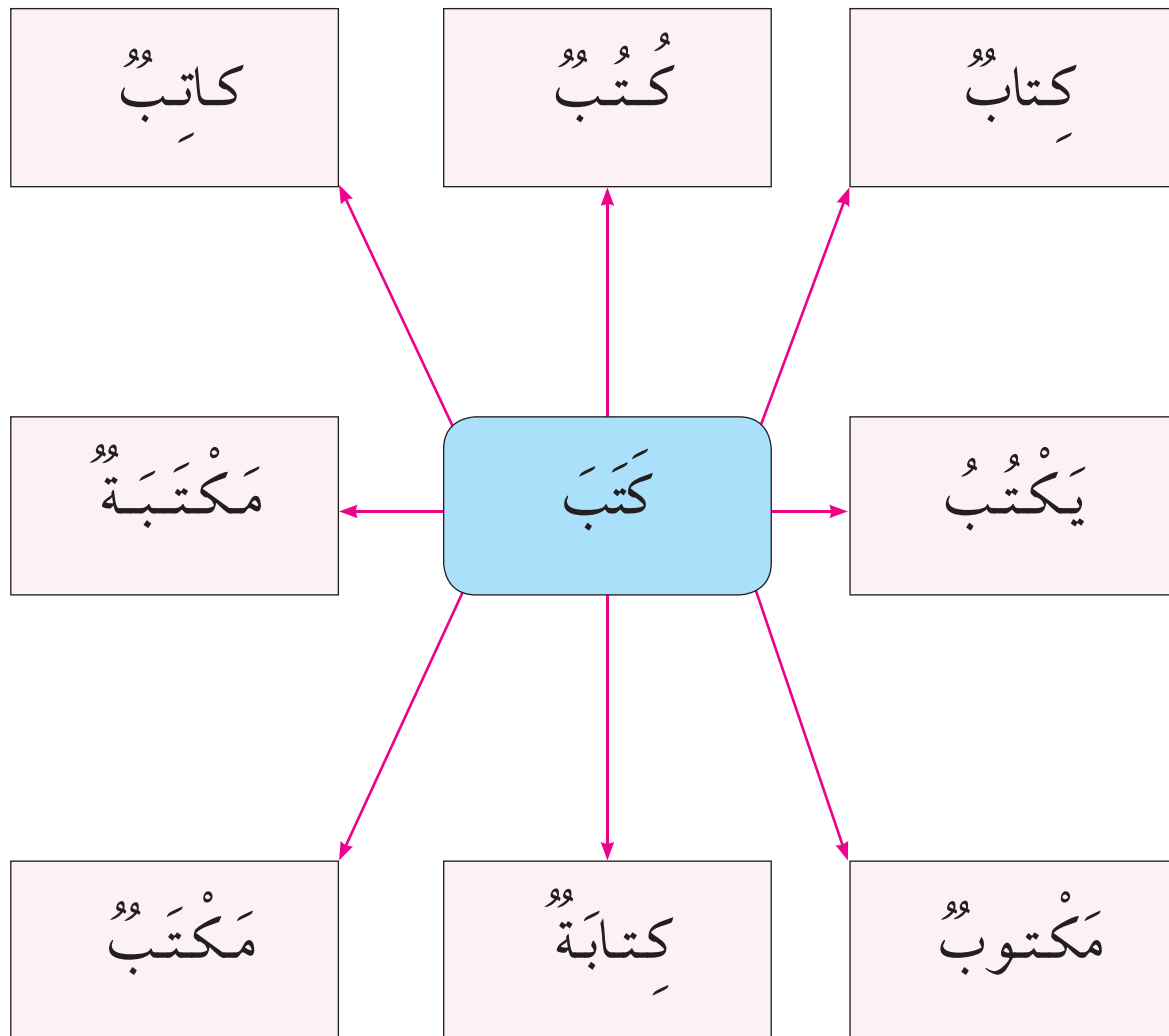 كِتابٌ
كُتُبٌ
كاتِبٌ
يَكْتُبُ
كَتَبَ
مَكْتَبَةٌ
مَكْتوبٌ
كِتابَةٌ
مَكْتَبٌ